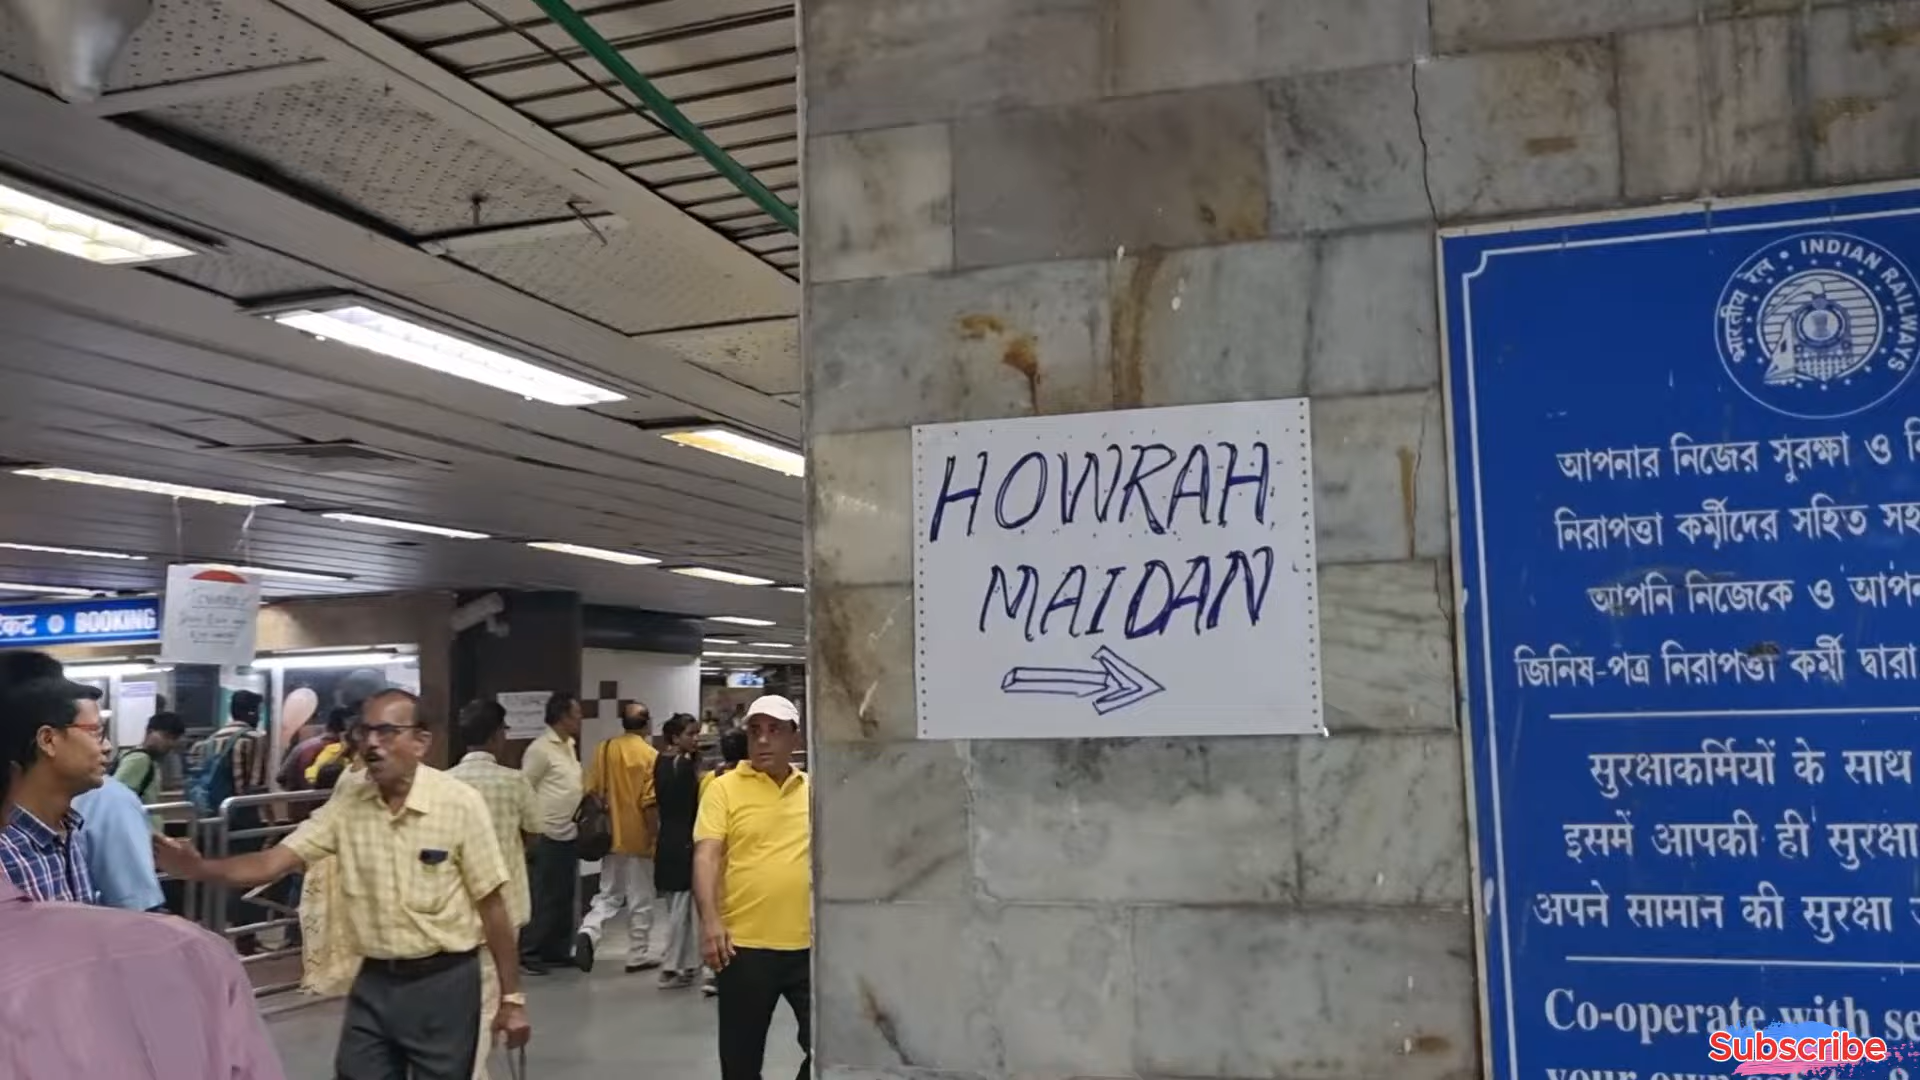 HOWRAH
MAIDAN
भारतीय रेल • INDIAN RAILWAYS
আপনার নিজের সুরক্ষা ও
নিরাপত্তা কর্মীদের সহিত
আপনি নিজেকে ও
জিনিষ-পত্র নিরাপত্তা কর্মী দ্বারা
सुरक्षाकर्मियों के साथ
इसमें आपकी ही सुरक्षा
अपने सामान की सुरक्षा
Co-operate with
BOOKING
Subscribe